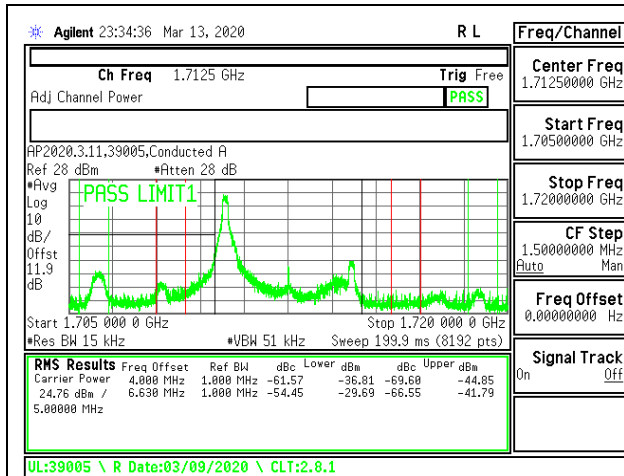 Agilent 23:34:36 Mar 13, 2020 R L
Freq/Channel
Ch Freq 1.7125 GHz Trig Free
Adj Channel Power PASS
AP2020.3.11,39005,Conducted A
Ref 28 dBm #Atten 28 dB
#Avg
Log
10
dB/
Offst
11.9
dB
PASS LIMIT1
Start 1.705 000 0 GHz Stop 1.720 000 0 GHz
#Res BW 15 kHz #VBW 51 kHz Sweep 199.9 ms (8192 pts)
RMS Results Freq Offset Ref BW dBc Lower dBm dBc Upper dBm
Carrier Power 4.000 MHz 1.000 MHz -61.57 -36.81 -69.60 -44.85
24.76 dBm / 6.630 MHz 1.000 MHz -54.45 -29.69 -66.55 -41.79
5.00000 MHz
UL:39005 \ R Date:03/09/2020 \ CLT:2.8.1
Center Freq
1.71250000 GHz
Start Freq
1.70500000 GHz
Stop Freq
1.72000000 GHz
CF Step
1.50000000 MHz
Auto Man
Freq Offset
0.00000000 Hz
Signal Track
On Off